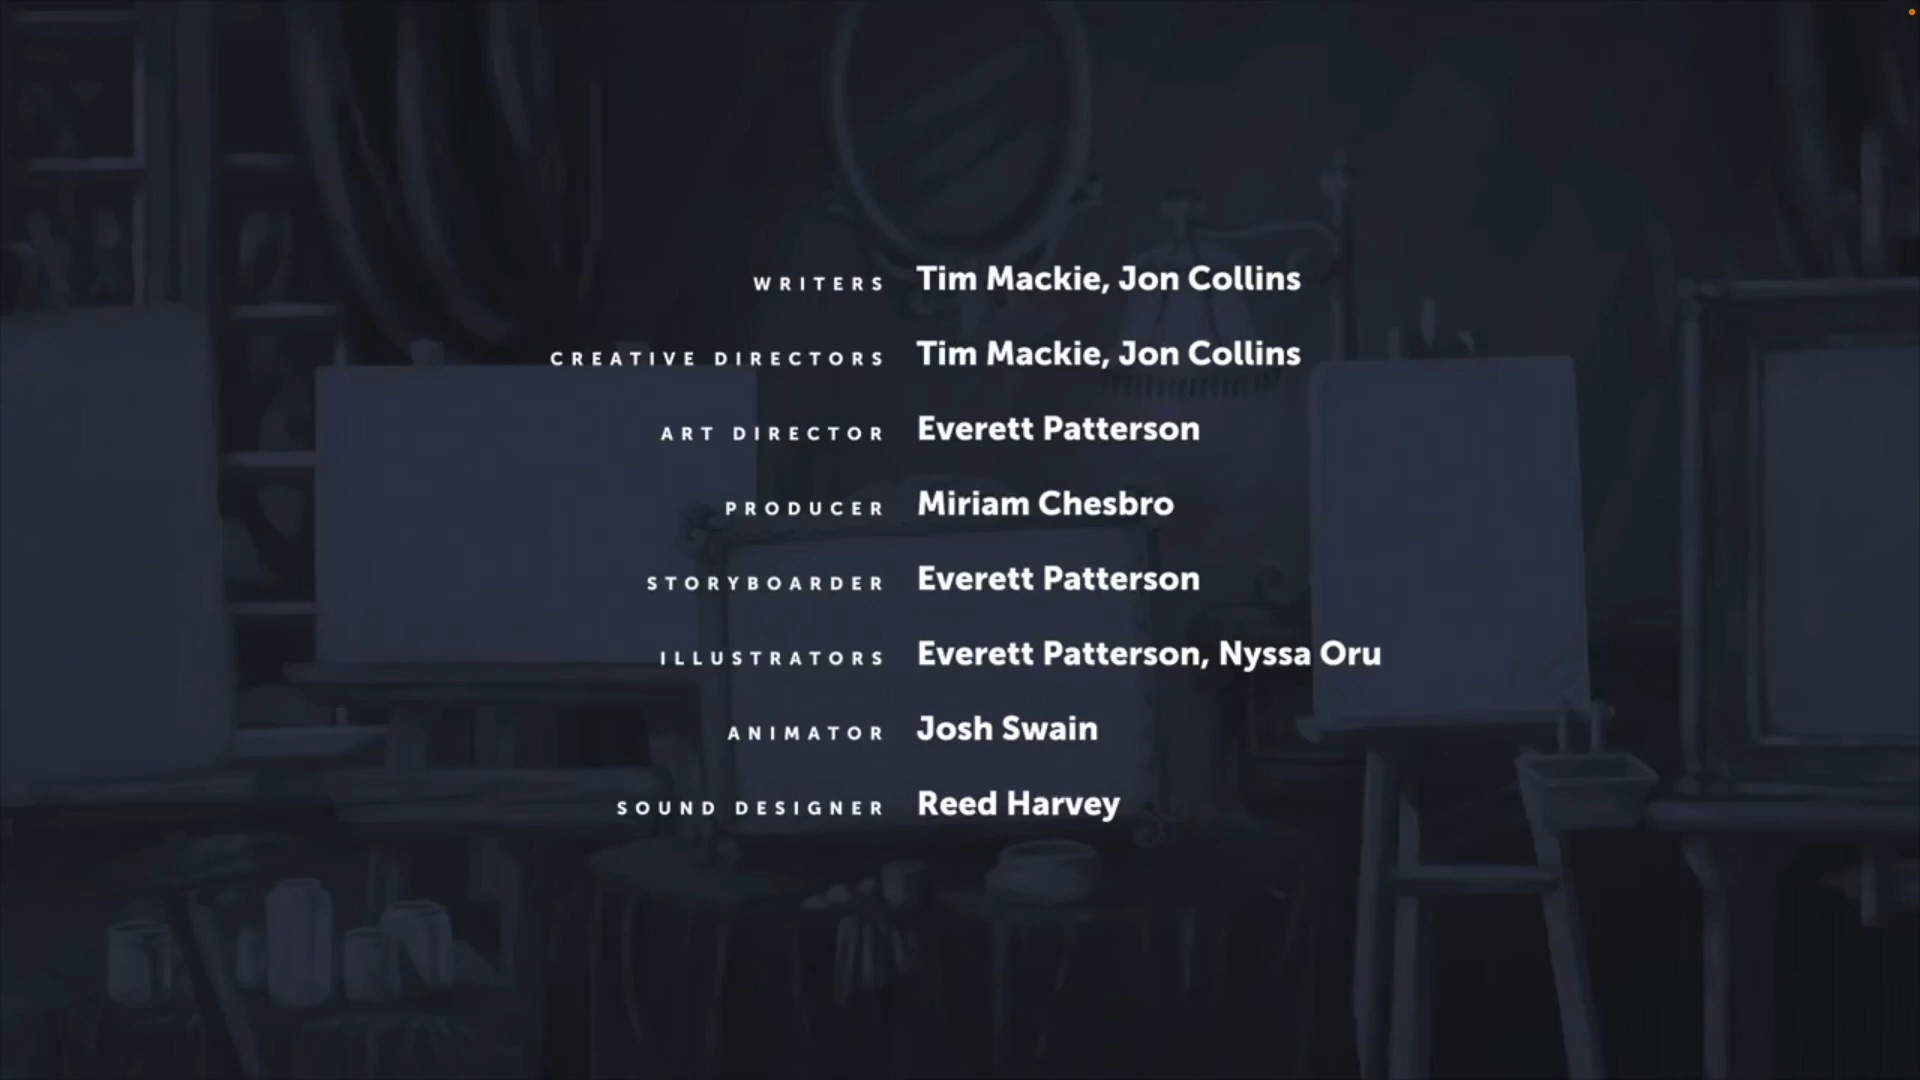 WRITERS Tim Mackie, Jon Collins
CREATIVE DIRECTORS Tim Mackie, Jon Collins
ART DIRECTOR Everett Patterson
PRODUCER Miriam Chesbro
STORYBOARDER Everett Patterson
ILLUSTRATORS Everett Patterson, Nyssa Oru
ANIMATOR Josh Swain
SOUND DESIGNER Reed Harvey